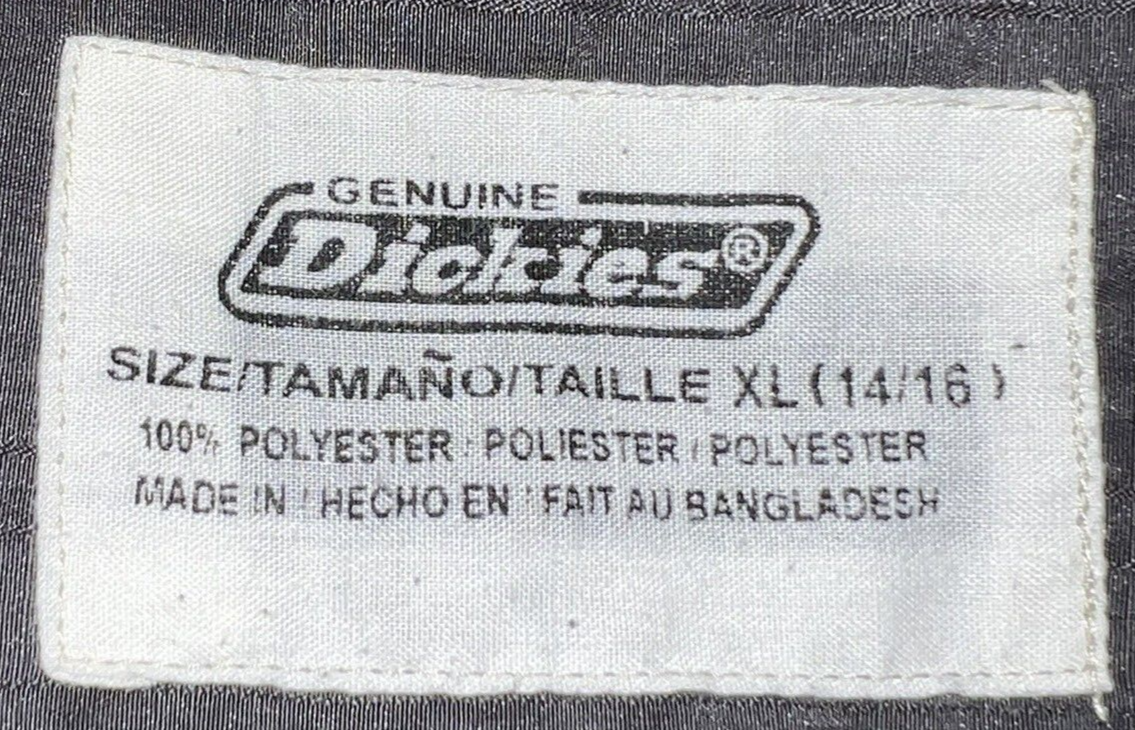 GENUINE
Dickies®
SIZE/TAMAÑO/TAILLE XL (14/16)
100% POLYESTER / POLIESTER / POLYESTER
MADE IN / HECHO EN / FAIT AU BANGLADESH